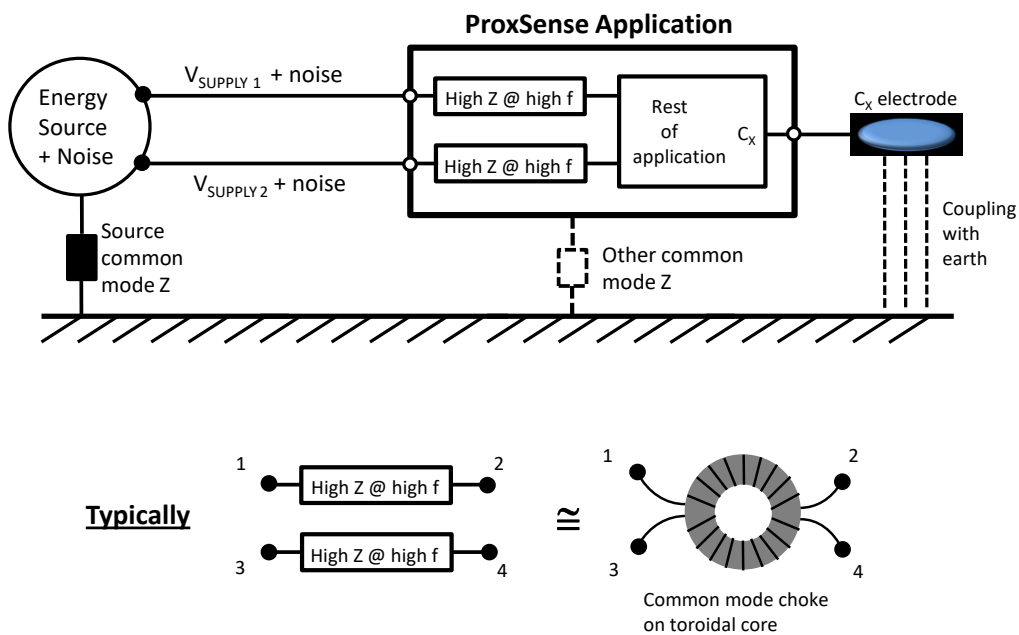 ProxSense Application
Energy
Source
+ Noise
VSUPPLY 1 + noise
VSUPPLY 2 + noise
High Z @ high f
High Z @ high f
Rest
of
application
CX
CX electrode
Source
common
mode Z
Other common
mode Z
Coupling
with
earth
Typically
1
2
High Z @ high f
3
4
High Z @ high f
≅
1
2
3
4
Common mode choke
on toroidal core